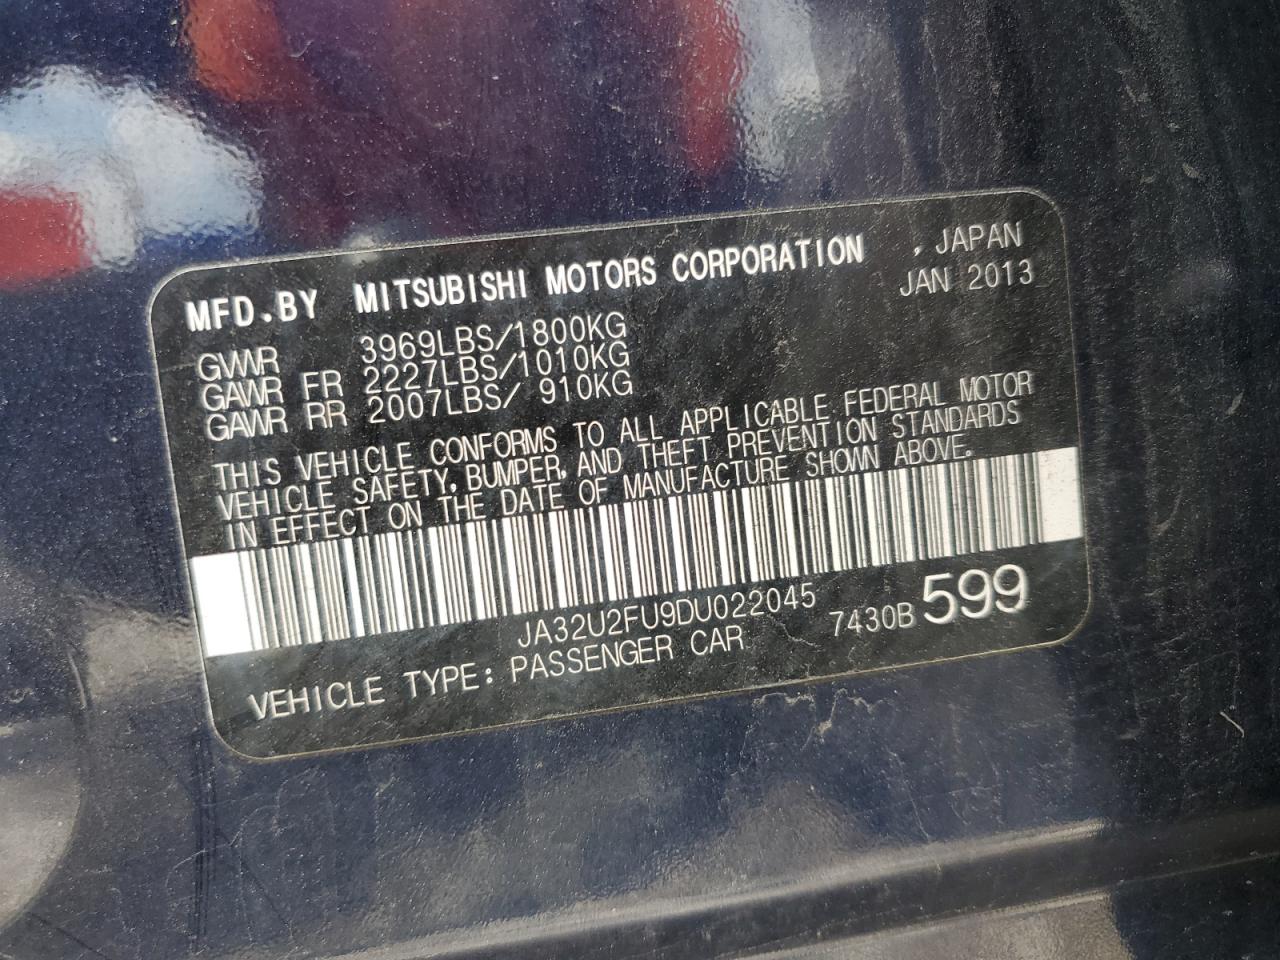 MFD.BY MITSUBISHI MOTORS CORPORATION , JAPAN
JAN 2013
GVWR 3969LBS/1800KG
GAWR FR 2227LBS/1010KG
GAWR RR 2007LBS/ 910KG
THIS VEHICLE CONFORMS TO ALL APPLICABLE FEDERAL MOTOR
VEHICLE SAFETY, BUMPER, AND THEFT PREVENTION STANDARDS
IN EFFECT ON THE DATE OF MANUFACTURE SHOWN ABOVE.
JA32U2FU9DU022045
VEHICLE TYPE: PASSENGER CAR 7430B 599